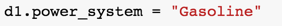 d1.power_system = "Gasoline"